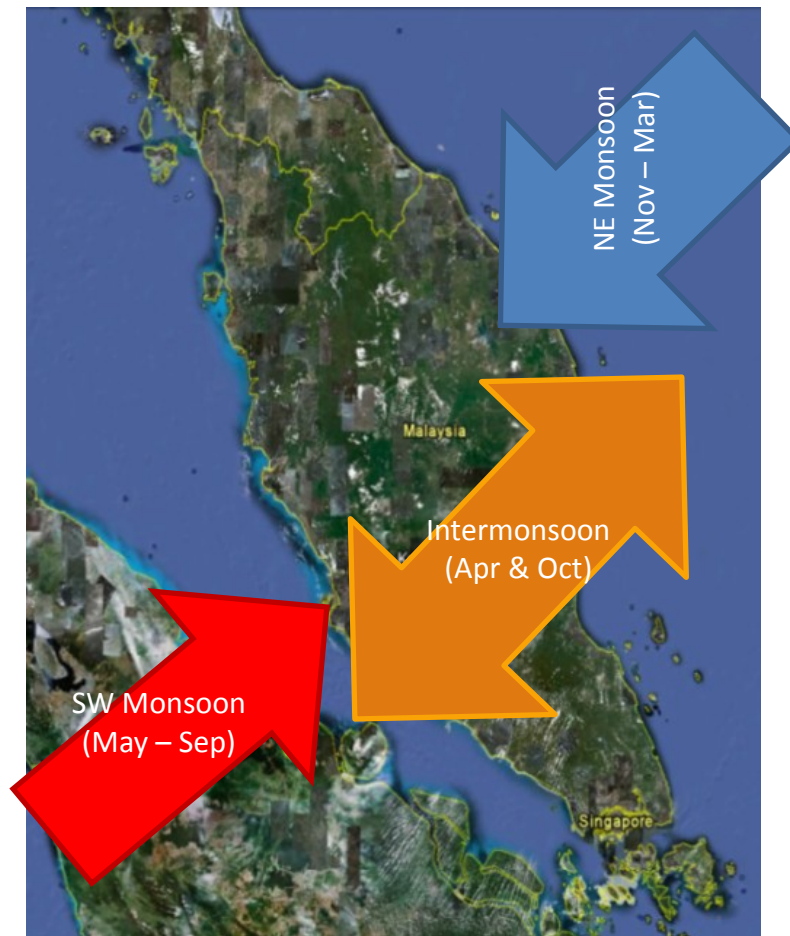 NE Monsoon
(Nov – Mar)
Malaysia
Intermonsoon
(Apr & Oct)
SW Monsoon
(May – Sep)
Singapore